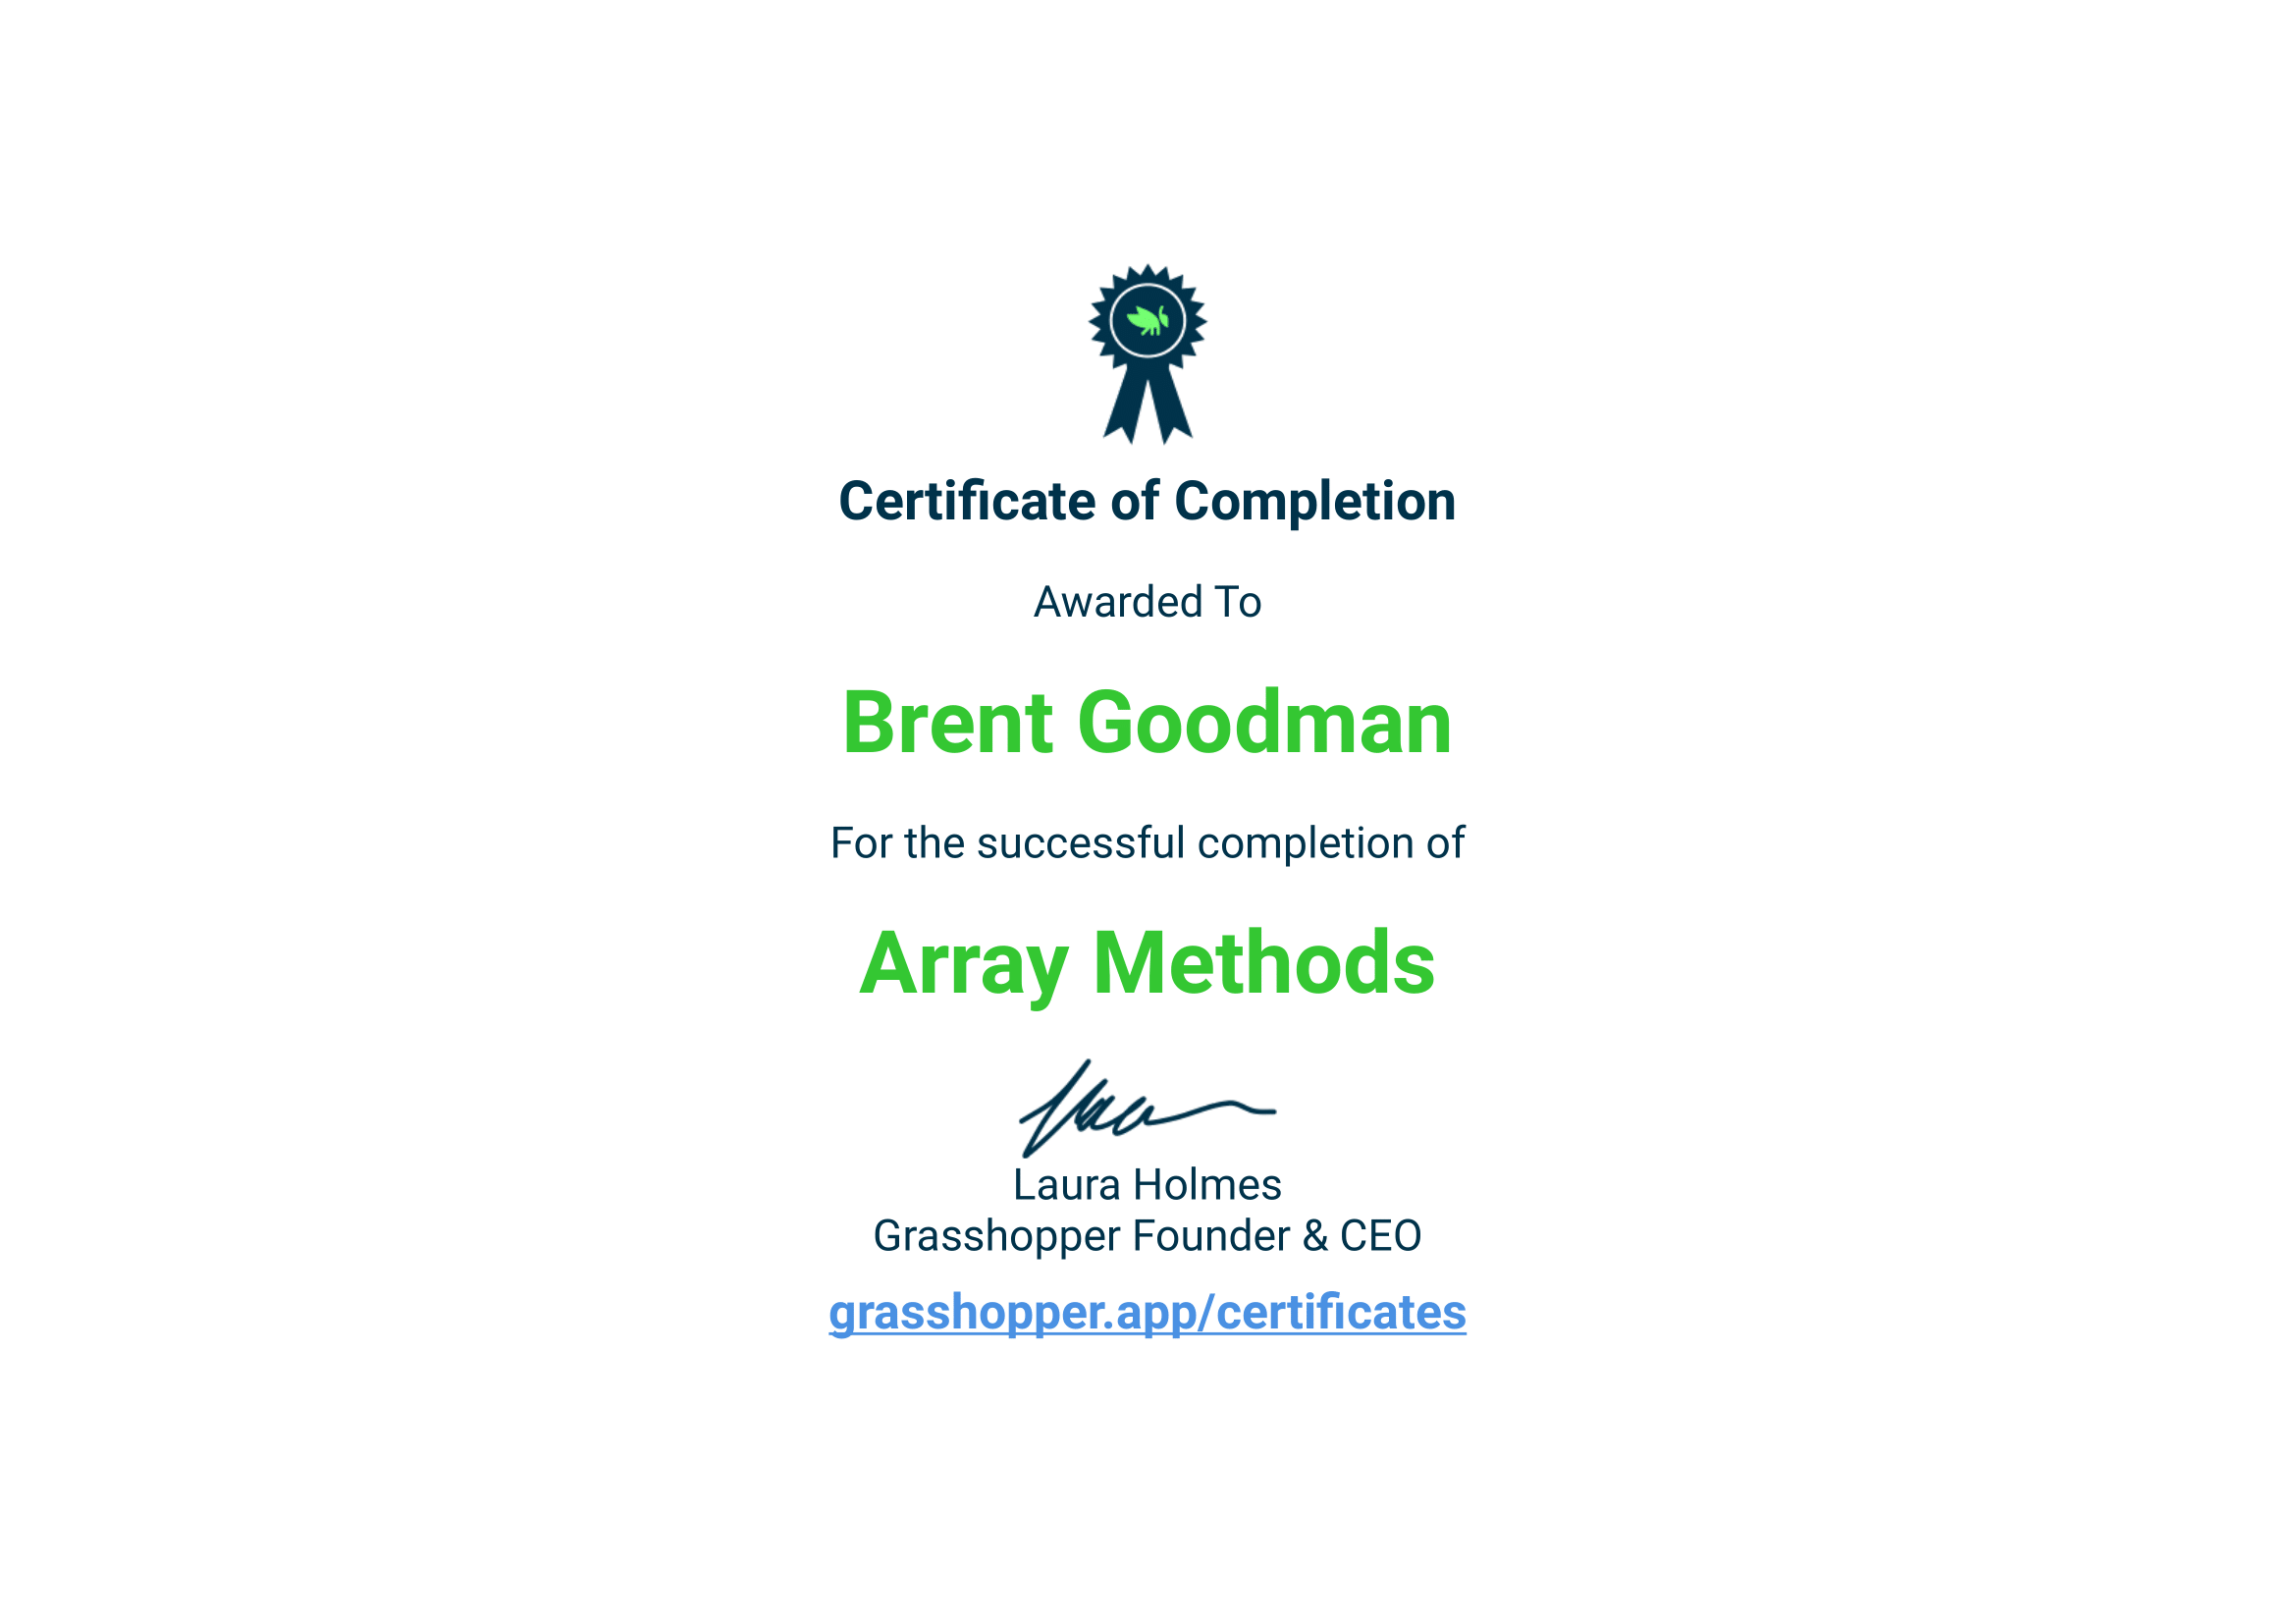 Certificate of Completion
Awarded To
Brent Goodman
For the successful completion of
Array Methods
Laura Holmes
Grasshopper Founder & CEO
grasshopper.app/certificates